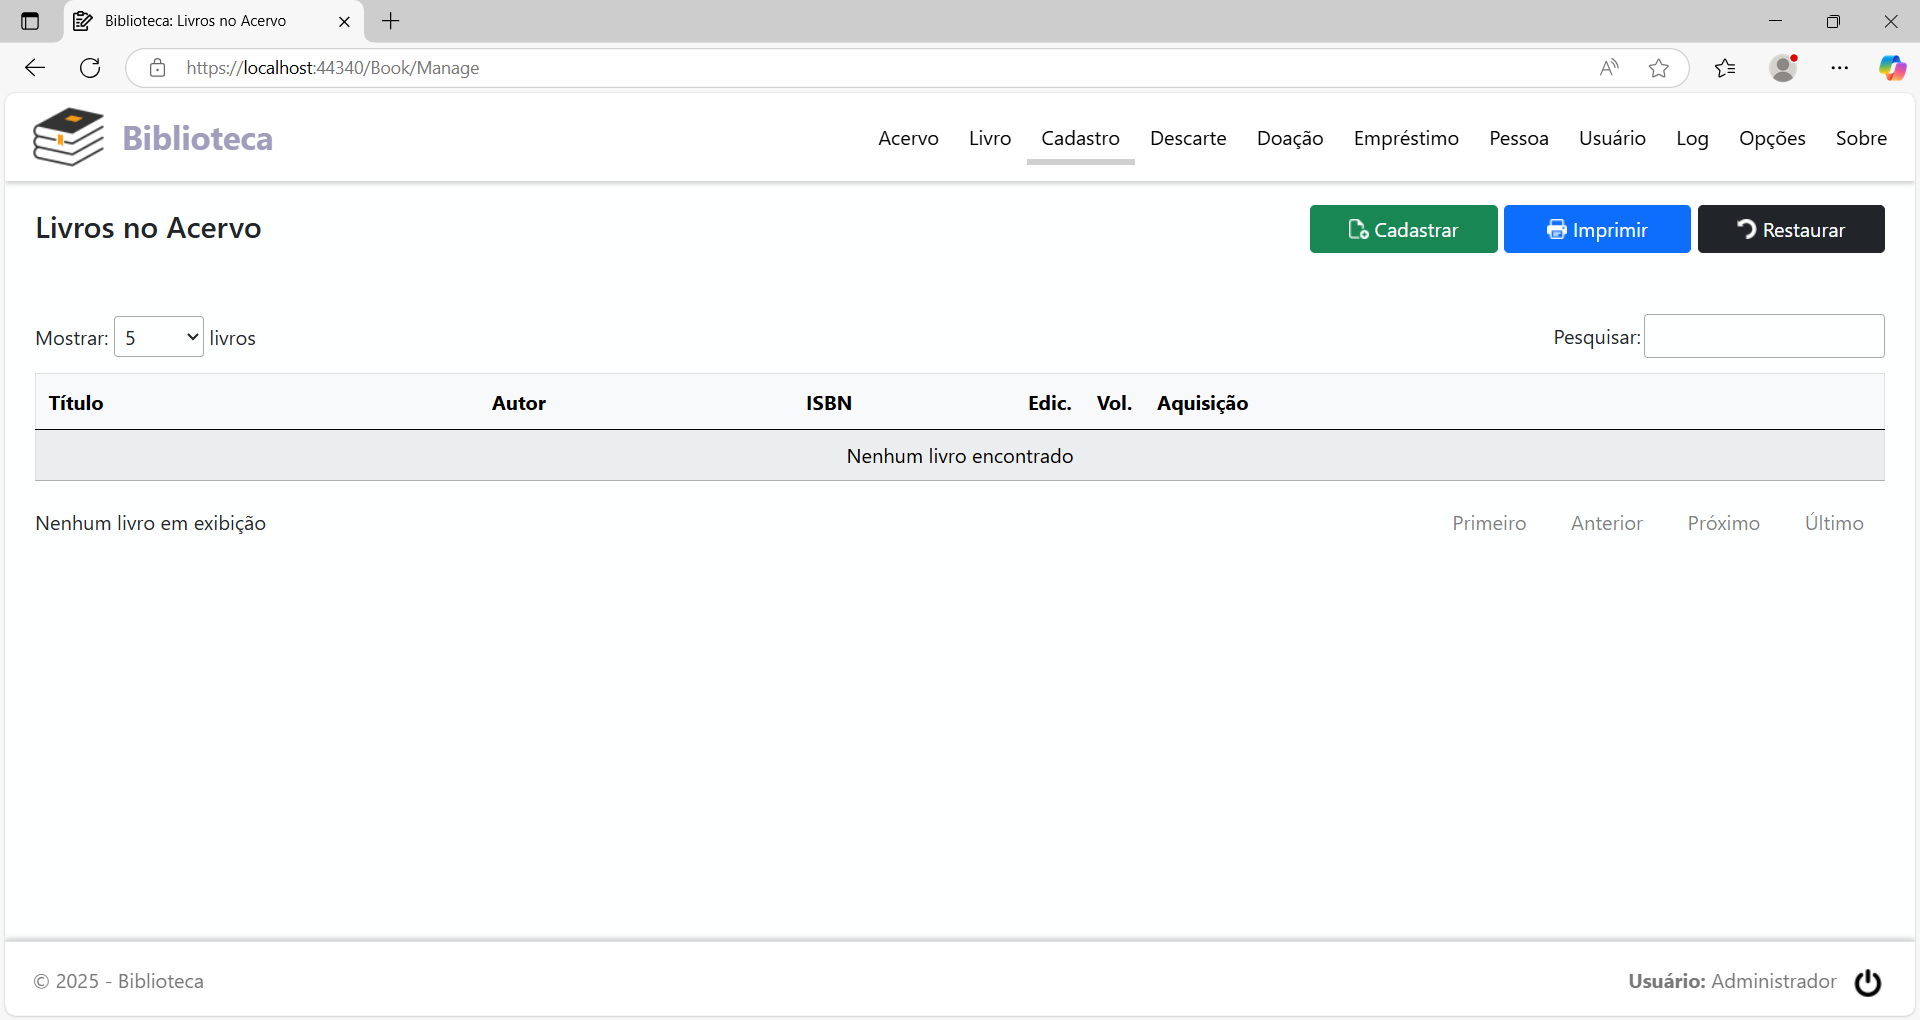 Biblioteca: Livros no Acervo
https://localhost:44340/Book/Manage
Biblioteca
Acervo Livro Cadastro Descarte Doação Empréstimo Pessoa Usuário Log Opções Sobre
Livros no Acervo
Cadastrar Imprimir Restaurar
Mostrar: 5 livros
Pesquisar:
Título Autor ISBN Edic. Vol. Aquisição
Nenhum livro encontrado
Nenhum livro em exibição
Primeiro Anterior Próximo Último
© 2025 - Biblioteca
Usuário: Administrador